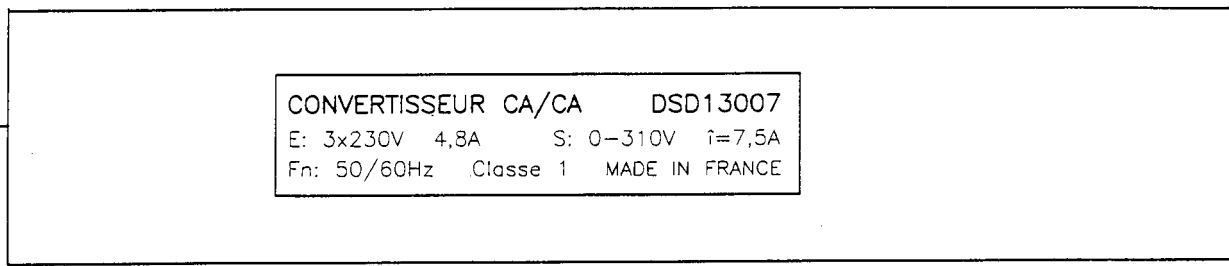 CONVERTISSEUR CA/CA DSD13007
E: 3x230V 4,8A S: 0-310V î=7,5A
Fn: 50/60Hz Classe 1 MADE IN FRANCE